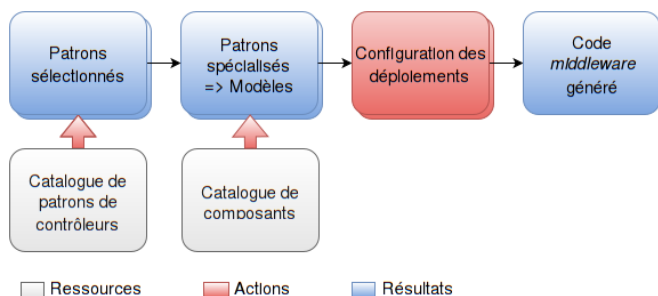 Patrons
sélectionnés
Patrons
spécialisés
=> Modèles
Configuration des
déploiements
Code
middleware
généré
Catalogue de
patrons de
contrôleurs
Catalogue de
composants
Ressources
Actions
Résultats